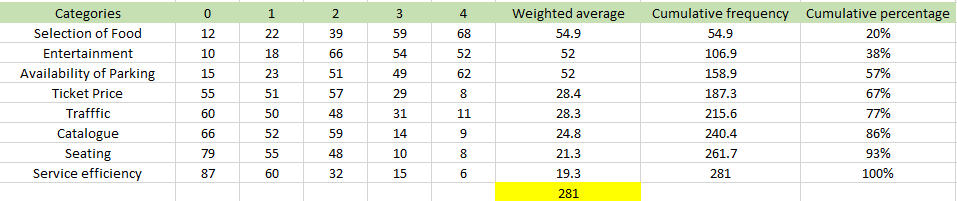 Categories 0 1 2 3 4 Weighted average Cumulative frequency Cumulative percentage
Selection of Food 12 22 39 59 68 54.9 54.9 20%
Entertainment 10 18 66 54 52 52 106.9 38%
Availability of Parking 15 23 51 49 62 52 158.9 57%
Ticket Price 55 51 57 29 8 28.4 187.3 67%
Trafffic 60 50 48 31 11 28.3 215.6 77%
Catalogue 66 52 59 14 9 24.8 240.4 86%
Seating 79 55 48 10 8 21.3 261.7 93%
Service efficiency 87 60 32 15 6 19.3 281 100%
281